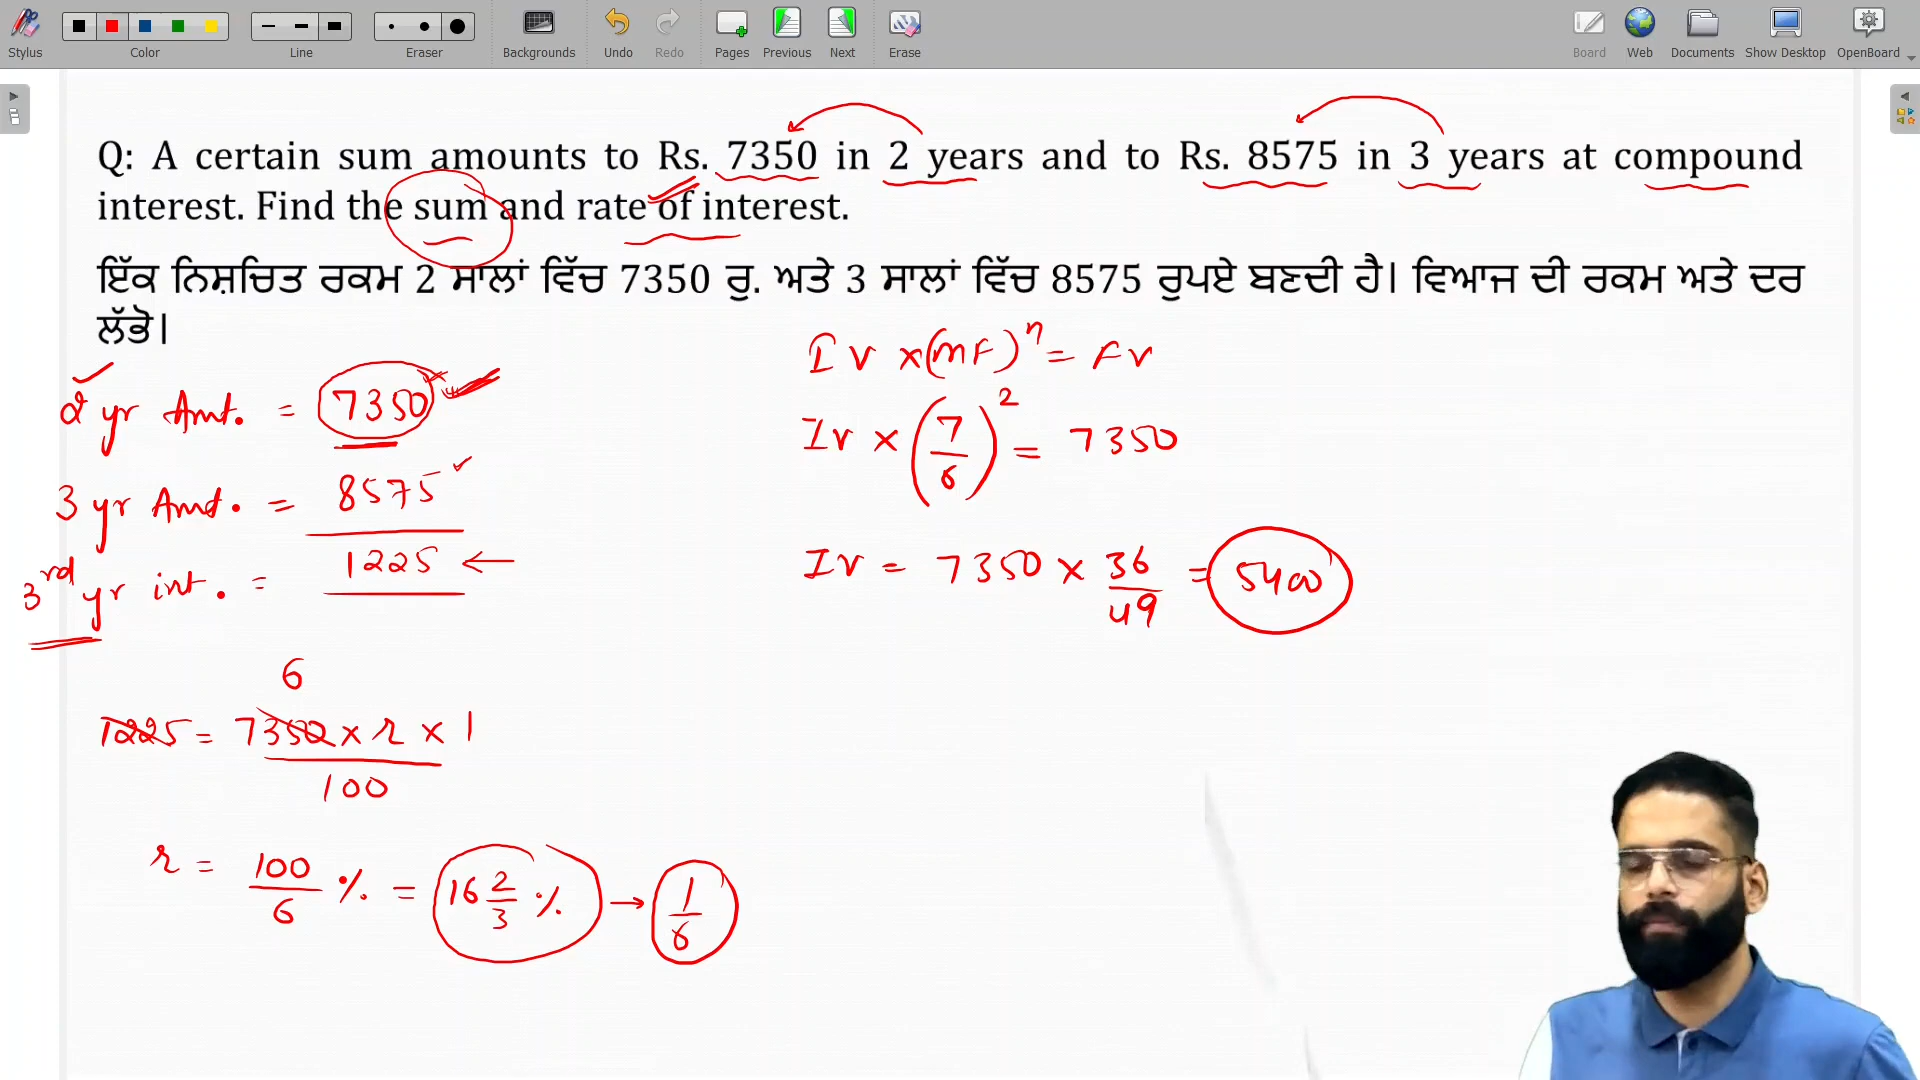 Stylus
Color
Line
Eraser
Backgrounds
Undo
Redo
Pages
Previous
Next
Erase
Board
Web
Documents
Show Desktop
OpenBoard
Q: A certain sum amounts to Rs. 7350 in 2 years and to Rs. 8575 in 3 years at compound
interest. Find the sum and rate of interest.
ਇੱਕ ਨਿਸ਼ਚਿਤ ਰਕਮ 2 ਸਾਲਾਂ ਵਿੱਚ 7350 ਰੁ. ਅਤੇ 3 ਸਾਲਾਂ ਵਿੱਚ 8575 ਰੁਪਏ ਬਣਦੀ ਹੈ। ਵਿਆਜ ਦੀ ਰਕਮ ਅਤੇ ਦਰ
ਲੱਭੋ।
2 yr Amt. = 7350
3 yr Amt. = 8575
3rd yr int. = 1225
6
1225 = 7350 × r × 1
100
r = 100/6 % = 16 2/3 % → 1/6
IV × (MF)^n = FV
IV × (7/6)^2 = 7350
IV = 7350 × 36/49 = 5400